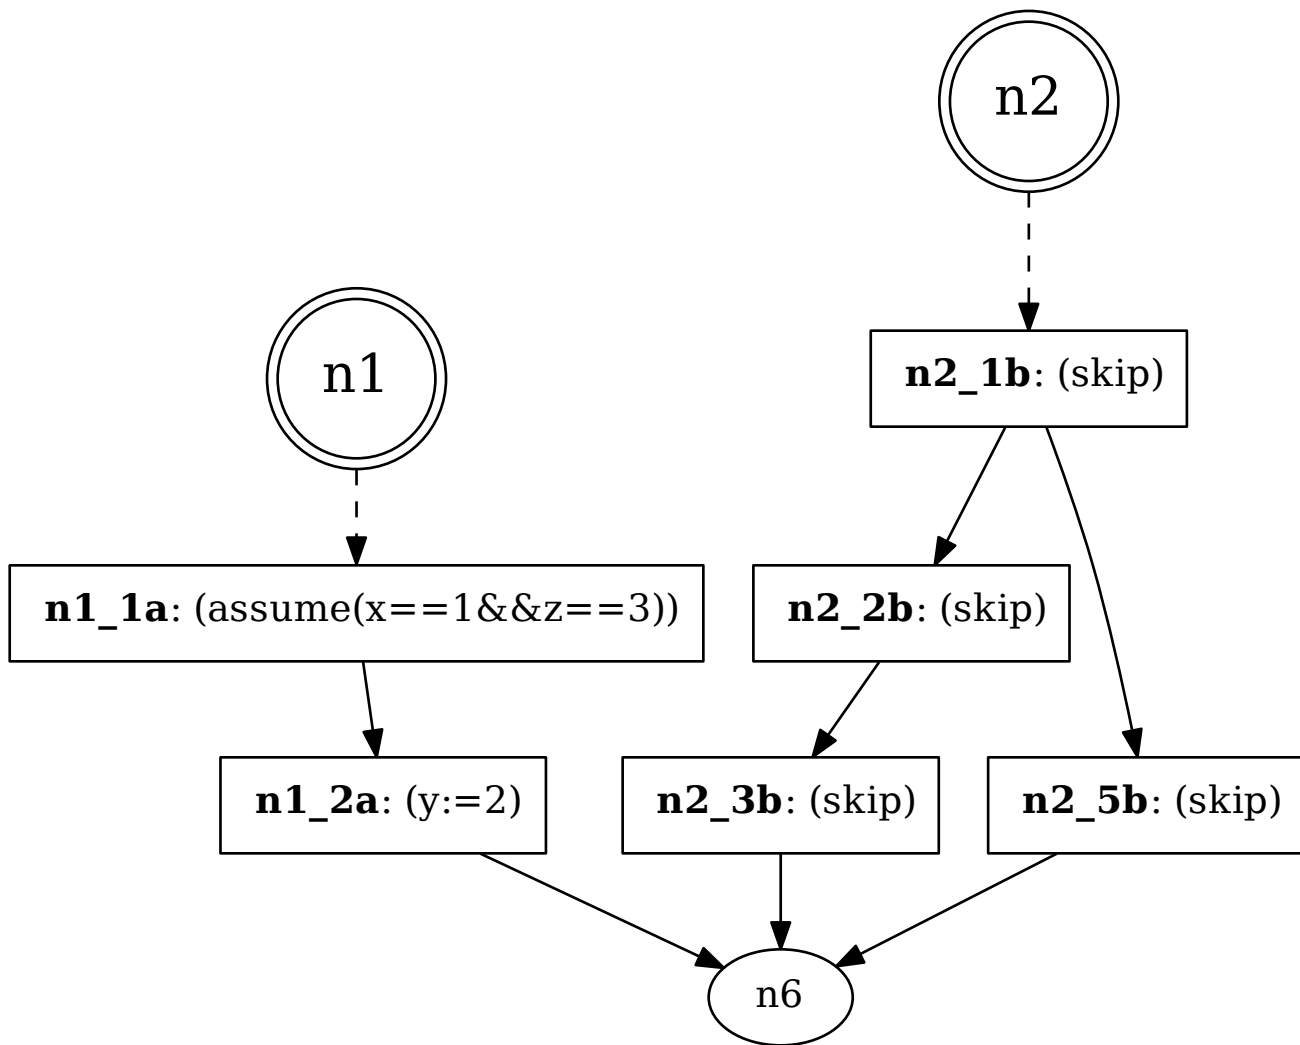 n2
n1
n2_1b: (skip)
n1_1a: (assume(x==1&&z==3))
n2_2b: (skip)
n1_2a: (y:=2)
n2_3b: (skip)
n2_5b: (skip)
n6